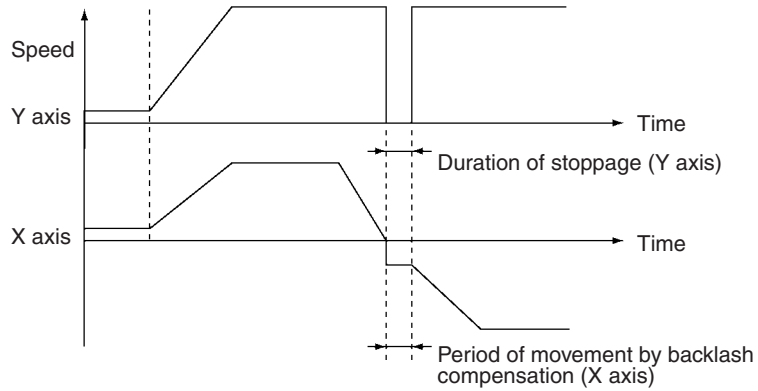 Speed
Y axis
Time
Duration of stoppage (Y axis)
X axis
Time
Period of movement by backlash
compensation (X axis)